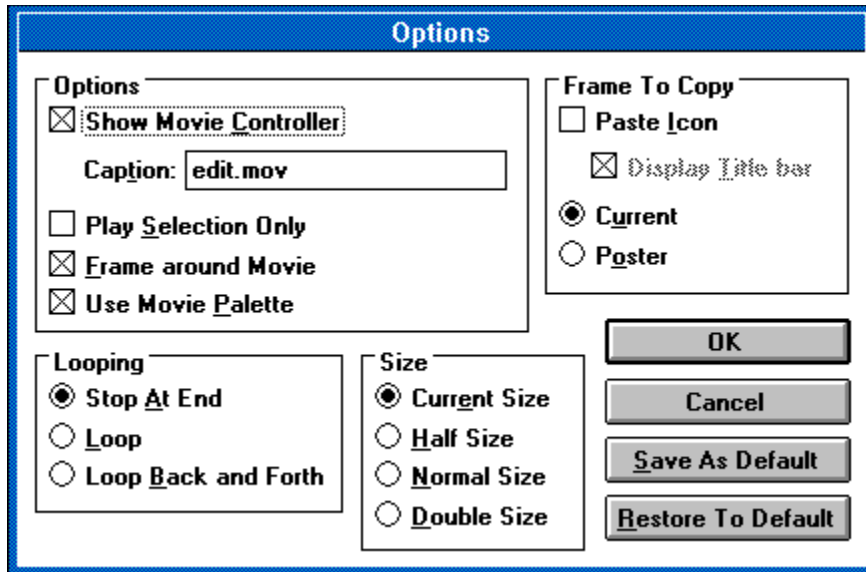 Options
Options
Show Movie Controller
Caption: edit.mov
Play Selection Only
Frame around Movie
Use Movie Palette
Frame To Copy
Paste Icon
Display Title bar
Current
Poster
Looping
Stop At End
Loop
Loop Back and Forth
Size
Current Size
Half Size
Normal Size
Double Size
OK
Cancel
Save As Default
Restore To Default